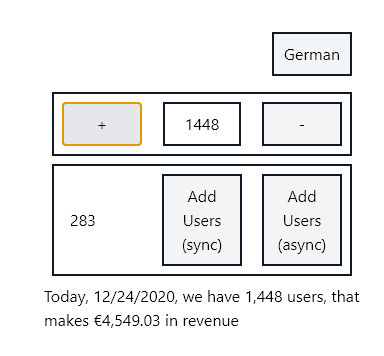 German
+ 1448 -
283
Add Users (sync)
Add Users (async)
Today, 12/24/2020, we have 1,448 users, that
makes €4,549.03 in revenue